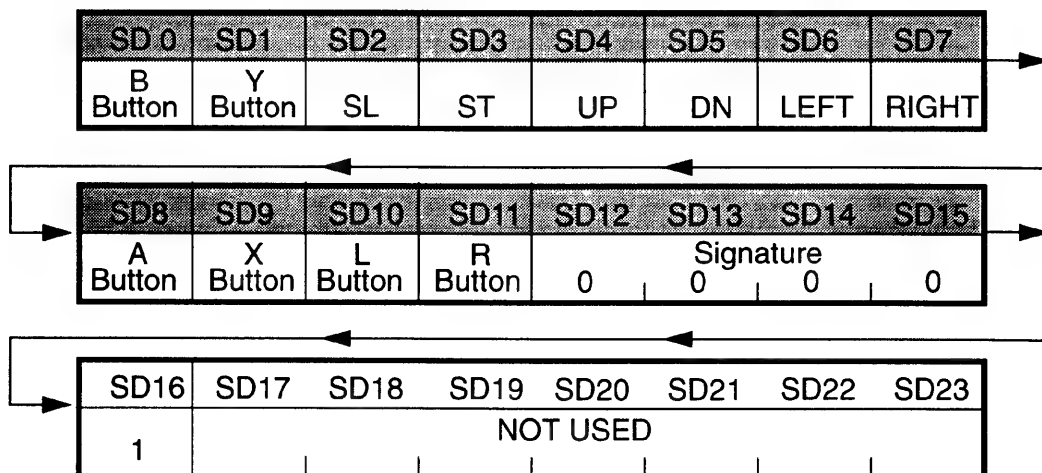 SD 0 SD1 SD2 SD3 SD4 SD5 SD6 SD7
B Y
Button Button SL ST UP DN LEFT RIGHT
SD8 SD9 SD10 SD11 SD12 SD13 SD14 SD15
A X L R Signature
Button Button Button Button 0 0 0 0
SD16 SD17 SD18 SD19 SD20 SD21 SD22 SD23
NOT USED
1